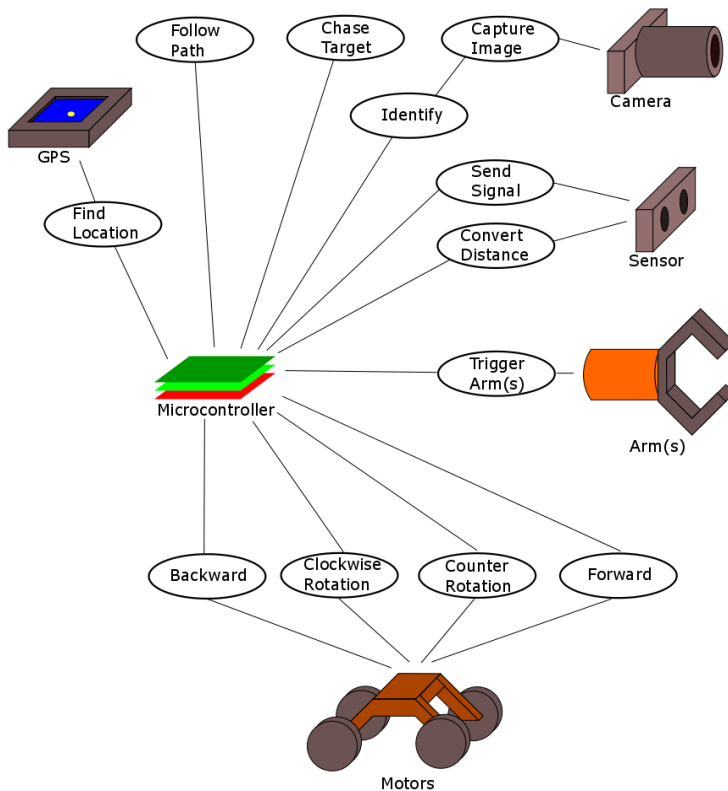 Follow
Path
Chase
Target
Capture
Image
Camera
Identify
GPS
Send
Signal
Find
Location
Convert
Distance
Sensor
Trigger
Arm(s)
Microcontroller
Arm(s)
Backward
Clockwise
Rotation
Counter
Rotation
Forward
Motors